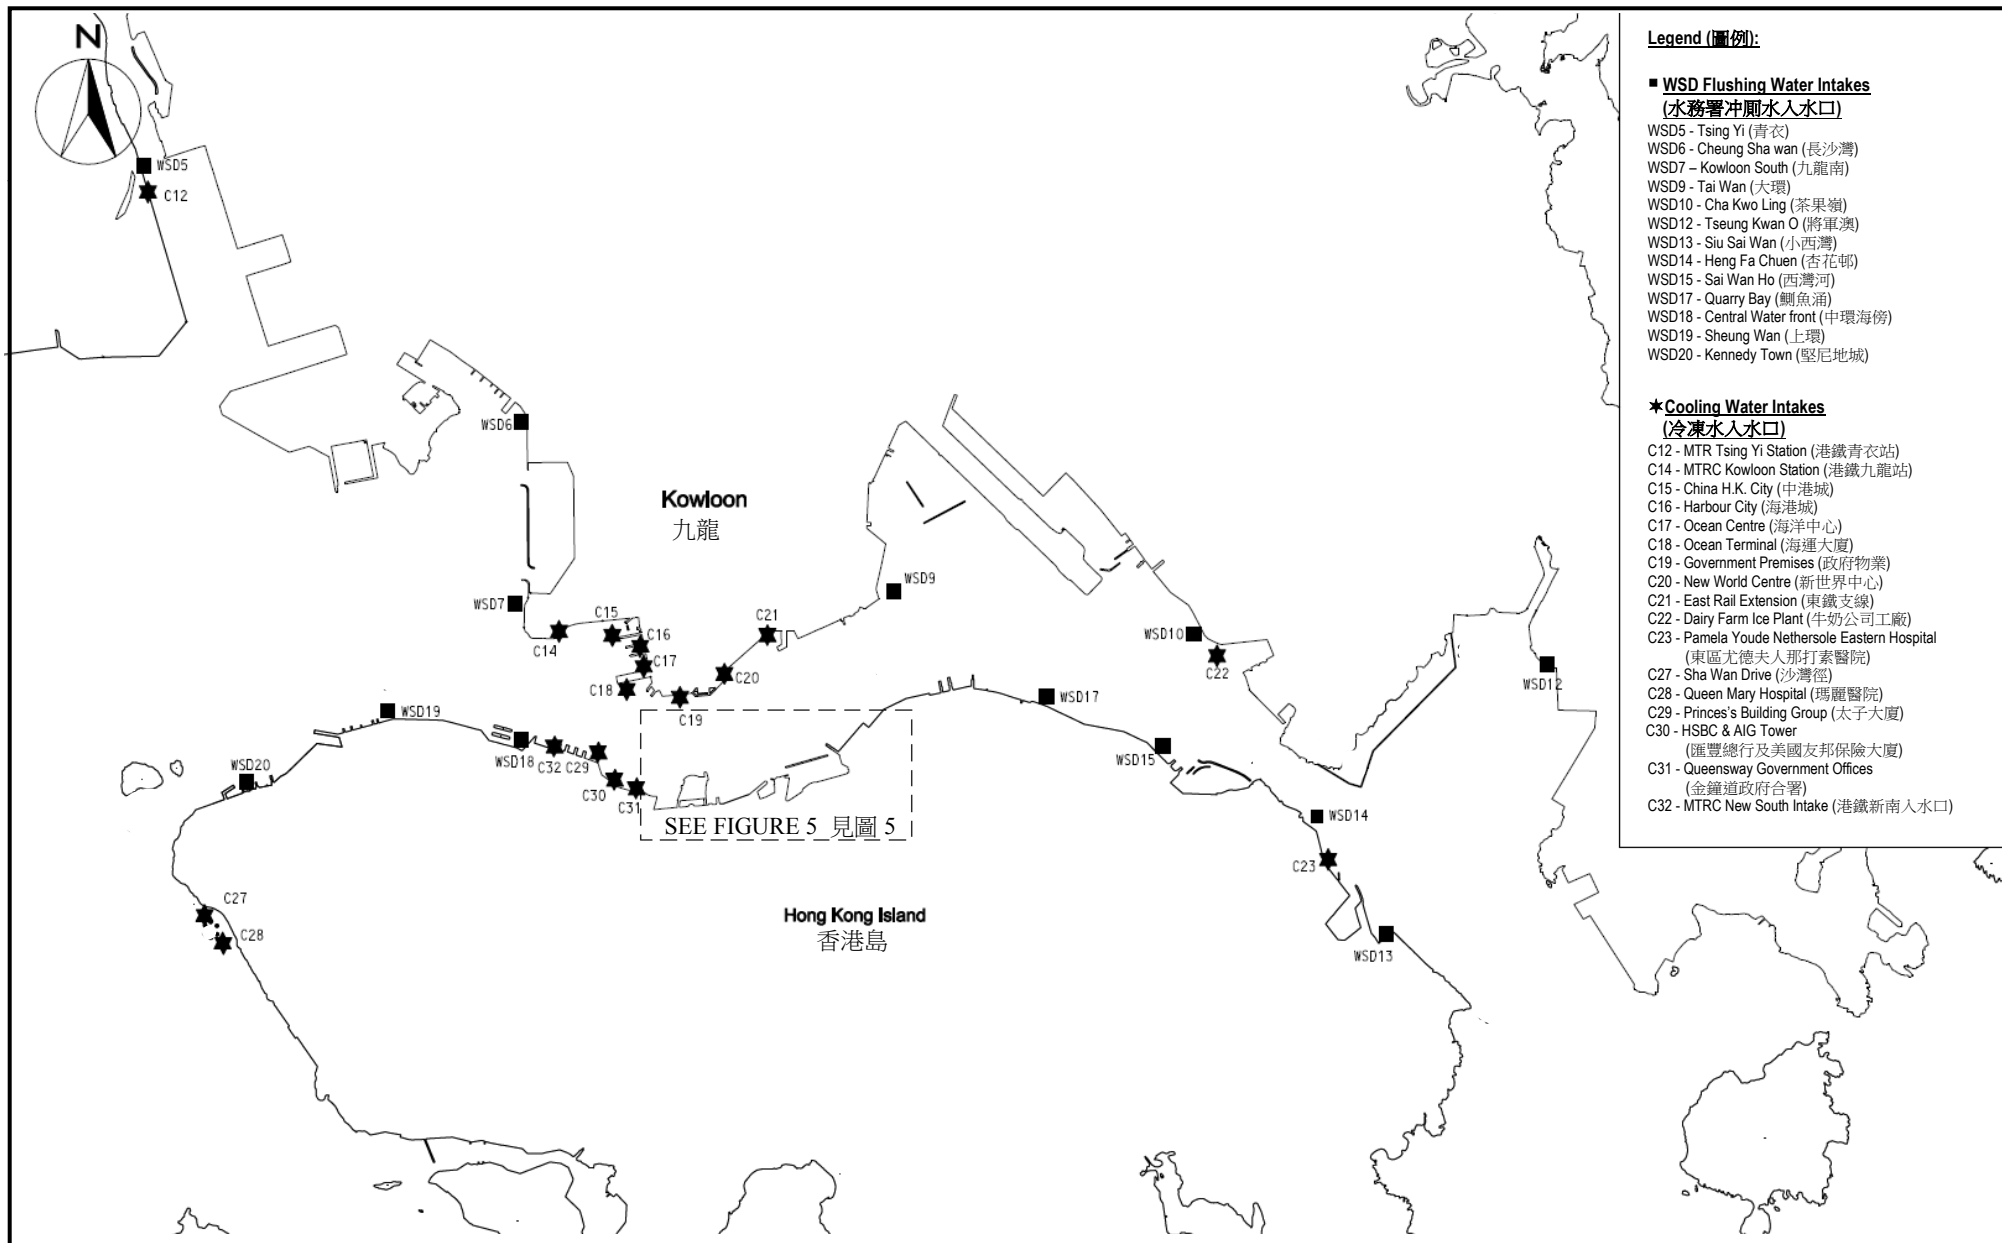 N
WSD5
C12
WSD6
Kowloon
九龍
WSD7
C14
C15
C16
C17
C18
C19
C20
C21
WSD9
WSD10
C22
WSD12
WSD17
WSD15
WSD14
C23
WSD13
WSD19
WSD20
WSD18
C32
C29
C30
C31
SEE FIGURE 5 見圖 5
C27
C28
Hong Kong Island
香港島
Legend (圖例):
■ WSD Flushing Water Intakes
(水務署冲厠水入水口)
WSD5 - Tsing Yi (青衣)
WSD6 - Cheung Sha wan (長沙灣)
WSD7 – Kowloon South (九龍南)
WSD9 - Tai Wan (大環)
WSD10 - Cha Kwo Ling (茶果嶺)
WSD12 - Tseung Kwan O (將軍澳)
WSD13 - Siu Sai Wan (小西灣)
WSD14 - Heng Fa Chuen (杏花邨)
WSD15 - Sai Wan Ho (西灣河)
WSD17 - Quarry Bay (鰂魚涌)
WSD18 - Central Water front (中環海傍)
WSD19 - Sheung Wan (上環)
WSD20 - Kennedy Town (堅尼地城)
★Cooling Water Intakes
(冷凍水入水口)
C12 - MTR Tsing Yi Station (港鐵青衣站)
C14 - MTRC Kowloon Station (港鐵九龍站)
C15 - China H.K. City (中港城)
C16 - Harbour City (海港城)
C17 - Ocean Centre (海洋中心)
C18 - Ocean Terminal (海運大廈)
C19 - Government Premises (政府物業)
C20 - New World Centre (新世界中心)
C21 - East Rail Extension (東鐵支線)
C22 - Dairy Farm Ice Plant (牛奶公司工廠)
C23 - Pamela Youde Nethersole Eastern Hospital
(東區尤德夫人那打素醫院)
C27 - Sha Wan Drive (沙灣徑)
C28 - Queen Mary Hospital (瑪麗醫院)
C29 - Princes's Building Group (太子大廈)
C30 - HSBC & AIG Tower
(匯豐總行及美國友邦保險大廈)
C31 - Queensway Government Offices
(金鐘道政府合署)
C32 - MTRC New South Intake (港鐵新南入水口)